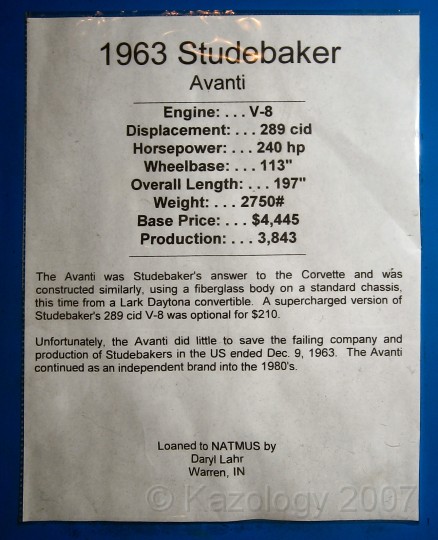 1963 Studebaker
Avanti
Engine: . . . V-8
Displacement: . . . 289 cid
Horsepower: . . . 240 hp
Wheelbase: . . . 113"
Overall Length: . . . 197"
Weight: . . . 2750#
Base Price: . . . $4,445
Production: . . . 3,843
The Avanti was Studebaker's answer to the Corvette and was
constructed similarly, using a fiberglass body on a standard chassis,
this time from a Lark Daytona convertible.  A supercharged version of
Studebaker's 289 cid V-8 was optional for $210.
Unfortunately, the Avanti did little to save the failing company and
production of Studebakers in the US ended Dec. 9, 1963.  The Avanti
continued as an independent brand into the 1980's.
Loaned to NATMUS by
Daryl Lahr
Warren, IN
© Kazology 2007